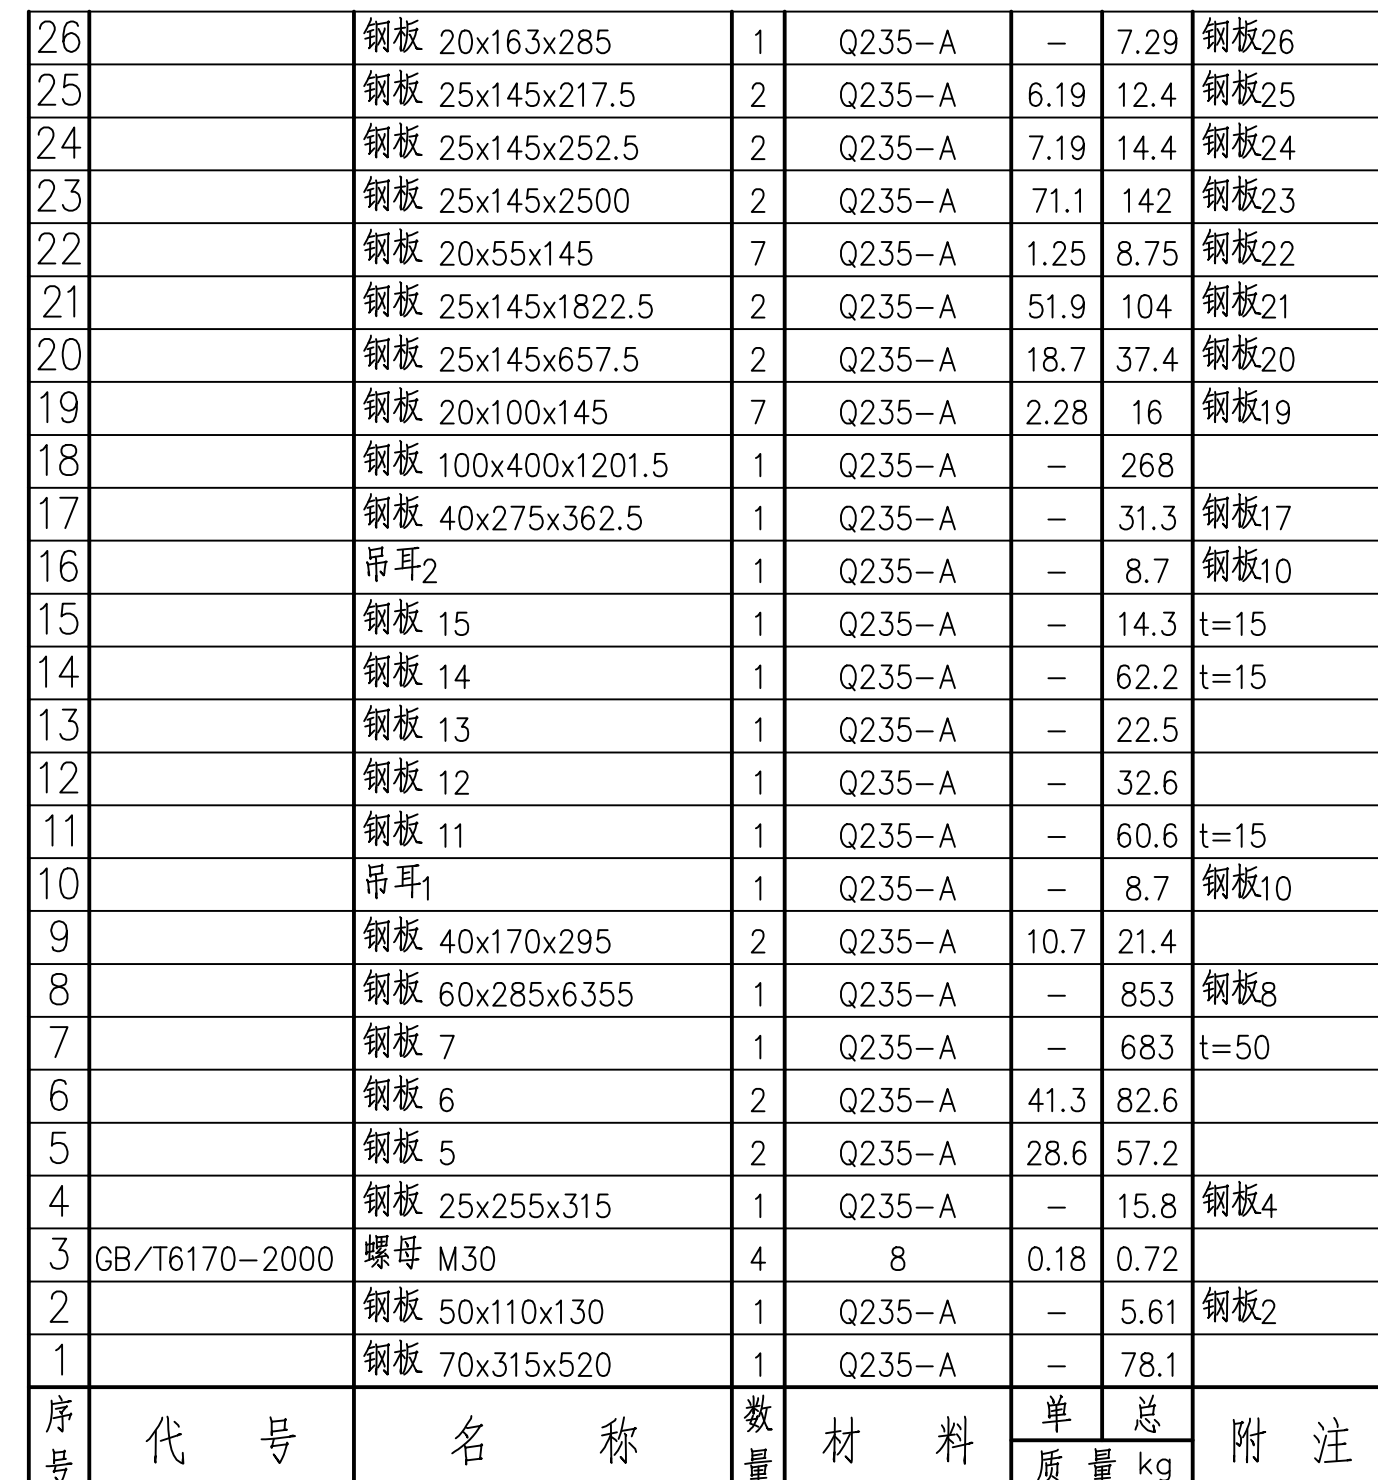 26 钢板 20x163x285 1 Q235-A - 7.29 钢板26
25 钢板 25x145x217.5 2 Q235-A 6.19 12.4 钢板25
24 钢板 25x145x252.5 2 Q235-A 7.19 14.4 钢板24
23 钢板 25x145x2500 2 Q235-A 71.1 142 钢板23
22 钢板 20x55x145 7 Q235-A 1.25 8.75 钢板22
21 钢板 25x145x1822.5 2 Q235-A 51.9 104 钢板21
20 钢板 25x145x657.5 2 Q235-A 18.7 37.4 钢板20
19 钢板 20x100x145 7 Q235-A 2.28 16 钢板19
18 钢板 100x400x1201.5 1 Q235-A - 268
17 钢板 40x275x362.5 1 Q235-A - 31.3 钢板17
16 吊耳2 1 Q235-A - 8.7 钢板10
15 钢板 15 1 Q235-A - 14.3 t=15
14 钢板 14 1 Q235-A - 62.2 t=15
13 钢板 13 1 Q235-A - 22.5
12 钢板 12 1 Q235-A - 32.6
11 钢板 11 1 Q235-A - 60.6 t=15
10 吊耳1 1 Q235-A - 8.7 钢板10
9 钢板 40x170x295 2 Q235-A 10.7 21.4
8 钢板 60x285x6355 1 Q235-A - 853 钢板8
7 钢板 7 1 Q235-A - 683 t=50
6 钢板 6 2 Q235-A 41.3 82.6
5 钢板 5 2 Q235-A 28.6 57.2
4 钢板 25x255x315 1 Q235-A - 15.8 钢板4
3 GB/T6170-2000 螺母 M30 4 8 0.18 0.72
2 钢板 50x110x130 1 Q235-A - 5.61 钢板2
1 钢板 70x315x520 1 Q235-A - 78.1
序号 代号 名称 数量 材料 单 总 附注
质量 kg